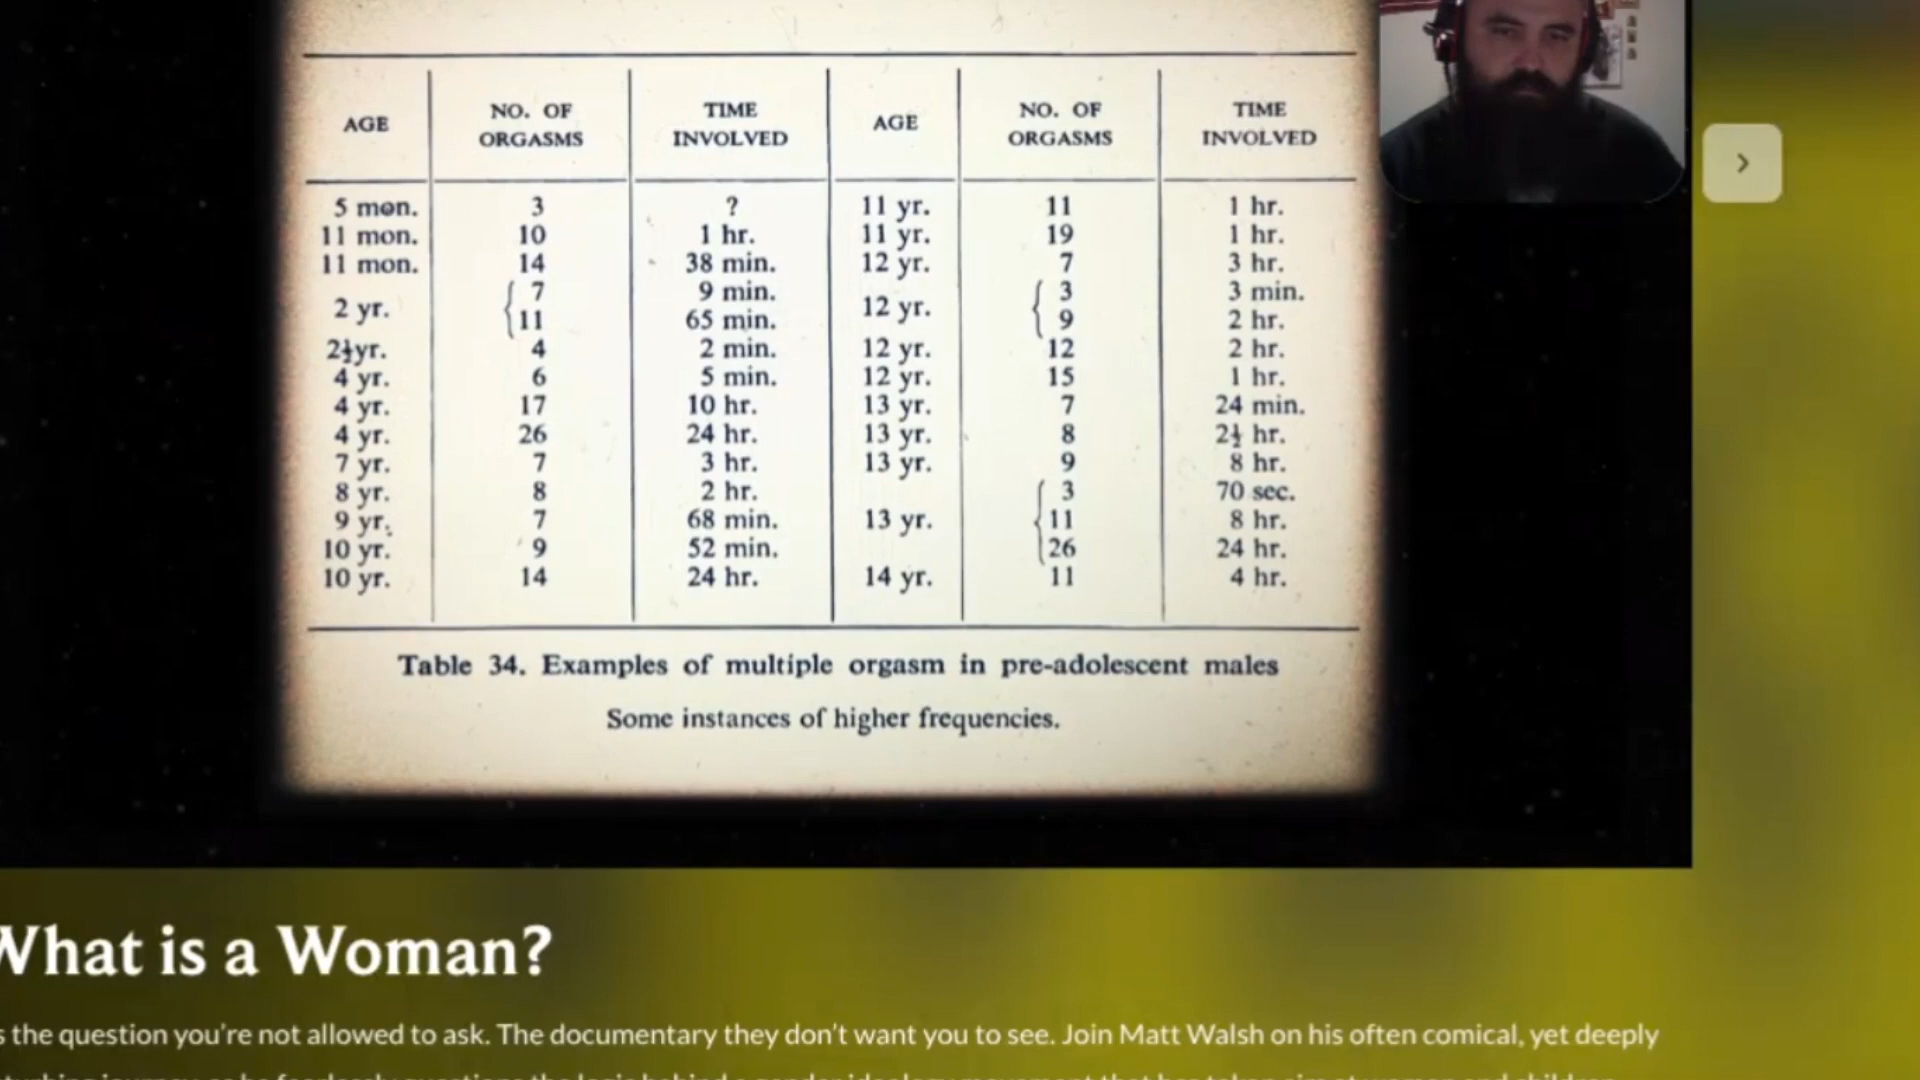 AGE NO. OF ORGASMS TIME INVOLVED AGE NO. OF ORGASMS TIME INVOLVED
5 mon. 3 ? 11 yr. 11 1 hr.
11 mon. 10 1 hr. 11 yr. 19 1 hr.
11 mon. 14 38 min. 12 yr. 7 3 hr.
2 yr. 7 9 min. 12 yr. 3 3 min.
11 65 min. 9 2 hr.
2½yr. 4 2 min. 12 yr. 12 2 hr.
4 yr. 6 5 min. 12 yr. 15 1 hr.
4 yr. 17 10 hr. 13 yr. 7 24 min.
4 yr. 26 24 hr. 13 yr. 8 2½ hr.
7 yr. 7 3 hr. 13 yr. 9 8 hr.
8 yr. 8 2 hr. 3 70 sec.
9 yr. 7 68 min. 13 yr. 11 8 hr.
10 yr. 9 52 min. 26 24 hr.
10 yr. 14 24 hr. 14 yr. 11 4 hr.
Table 34. Examples of multiple orgasm in pre-adolescent males
Some instances of higher frequencies.
What is a Woman?
s the question you're not allowed to ask. The documentary they don't want you to see. Join Matt Walsh on his often comical, yet deeply